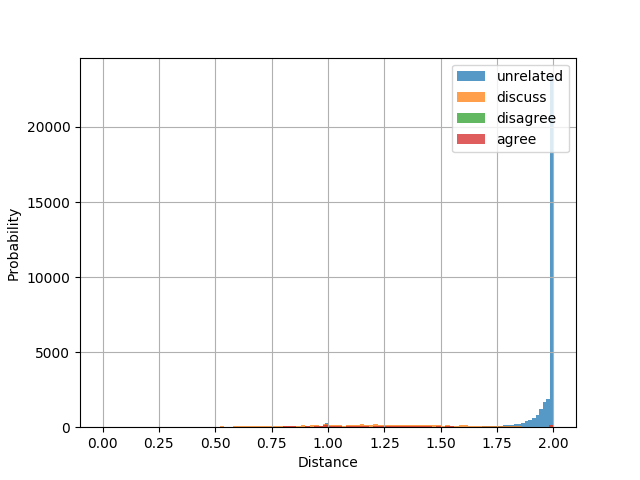 unrelated
discuss
disagree
agree
20000
15000
10000
5000
0
Probability
0.00 0.25 0.50 0.75 1.00 1.25 1.50 1.75 2.00
Distance